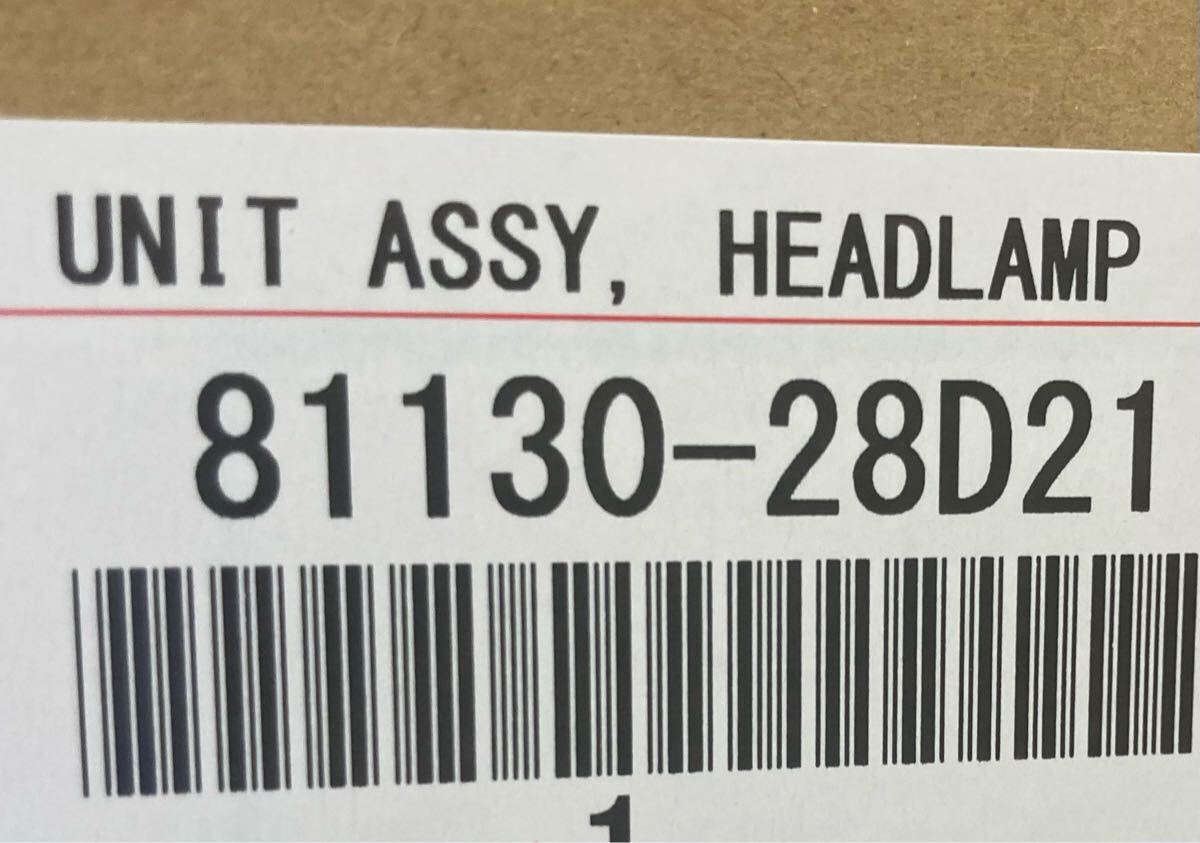 UNIT ASSY, HEADLAMP
81130-28D21
1